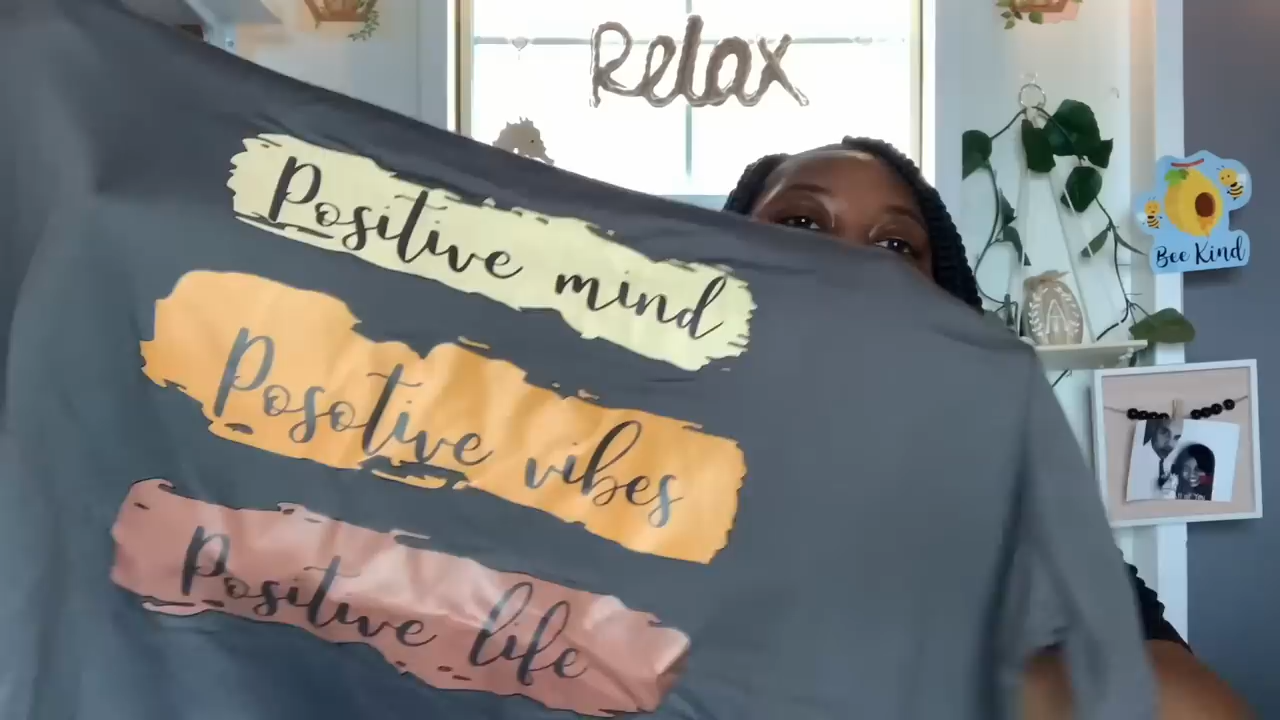 Relax
Positive mind
Posotive vibes
Positive life
Bee Kind
A